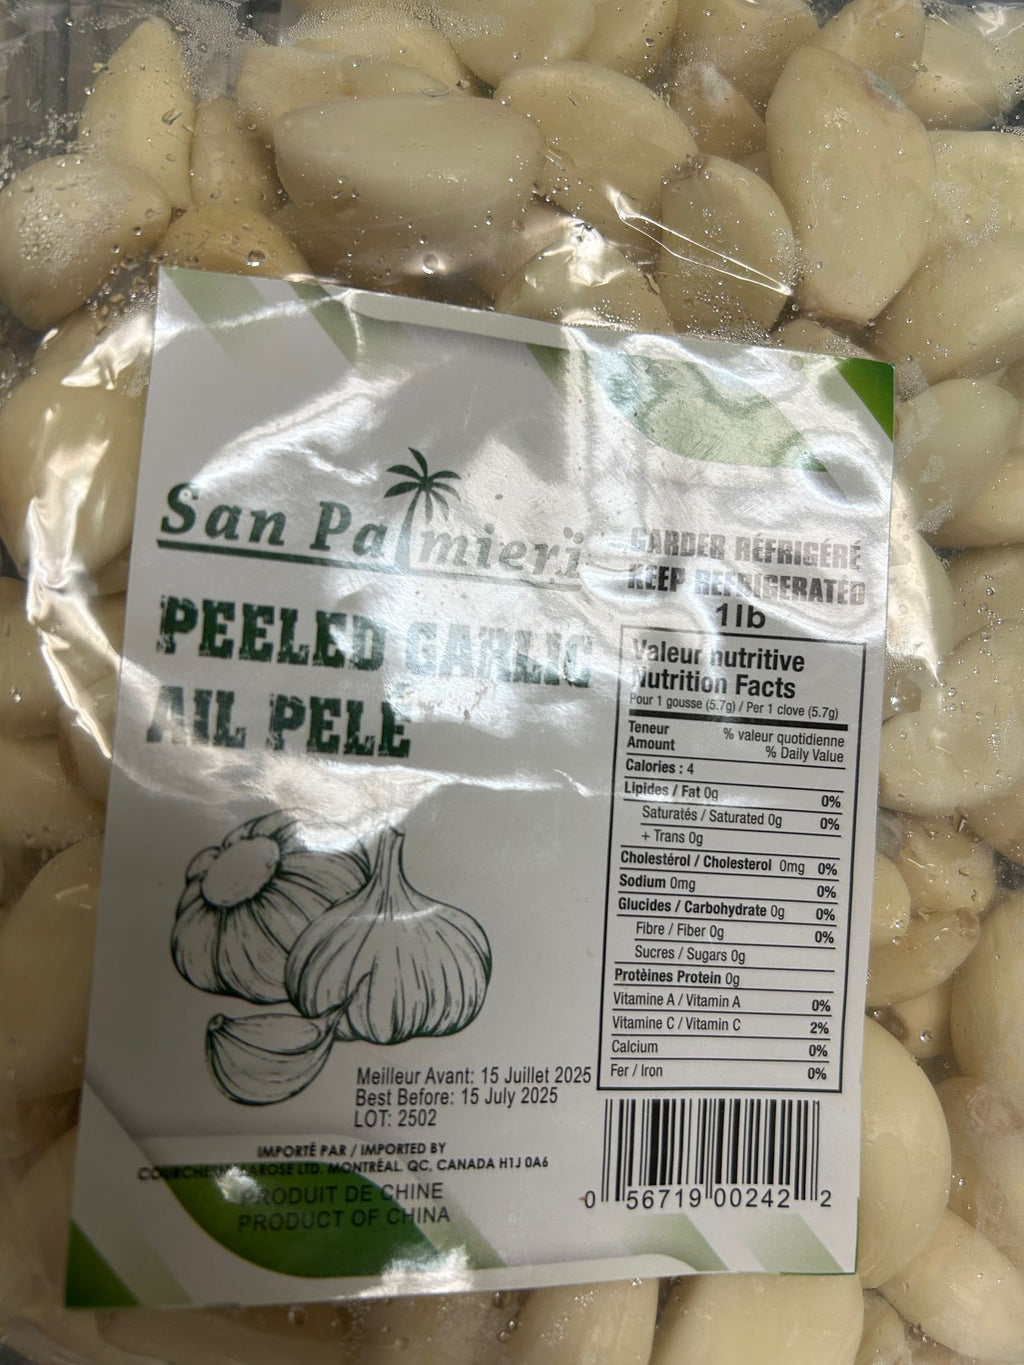 San Palmieri
PEELED GARLIC
AIL PELÉ
GARDER RÉFRIGÉRÉ
KEEP REFRIGERATED
1lb
Valeur nutritive
Nutrition Facts
Pour 1 gousse (5.7g) / Per 1 clove (5.7g)
Teneur % valeur quotidienne
Amount % Daily Value
Calories : 4
Lipides / Fat 0g 0%
Saturatés / Saturated 0g 0%
+ Trans 0g
Cholestérol / Cholesterol 0mg 0%
Sodium 0mg 0%
Glucides / Carbohydrate 0g 0%
Fibre / Fiber 0g 0%
Sucres / Sugars 0g
Protèines Protein 0g
Vitamine A / Vitamin A 0%
Vitamine C / Vitamin C 2%
Calcium 0%
Fer / Iron 0%
Meilleur Avant: 15 Juillet 2025
Best Before: 15 July 2025
LOT: 2502
IMPORTÉ PAR / IMPORTED BY
LAROSE LTD. MONTRÉAL. QC, CANADA H1J 0A6
PRODUIT DE CHINE
PRODUCT OF CHINA
0 56719 00242 2